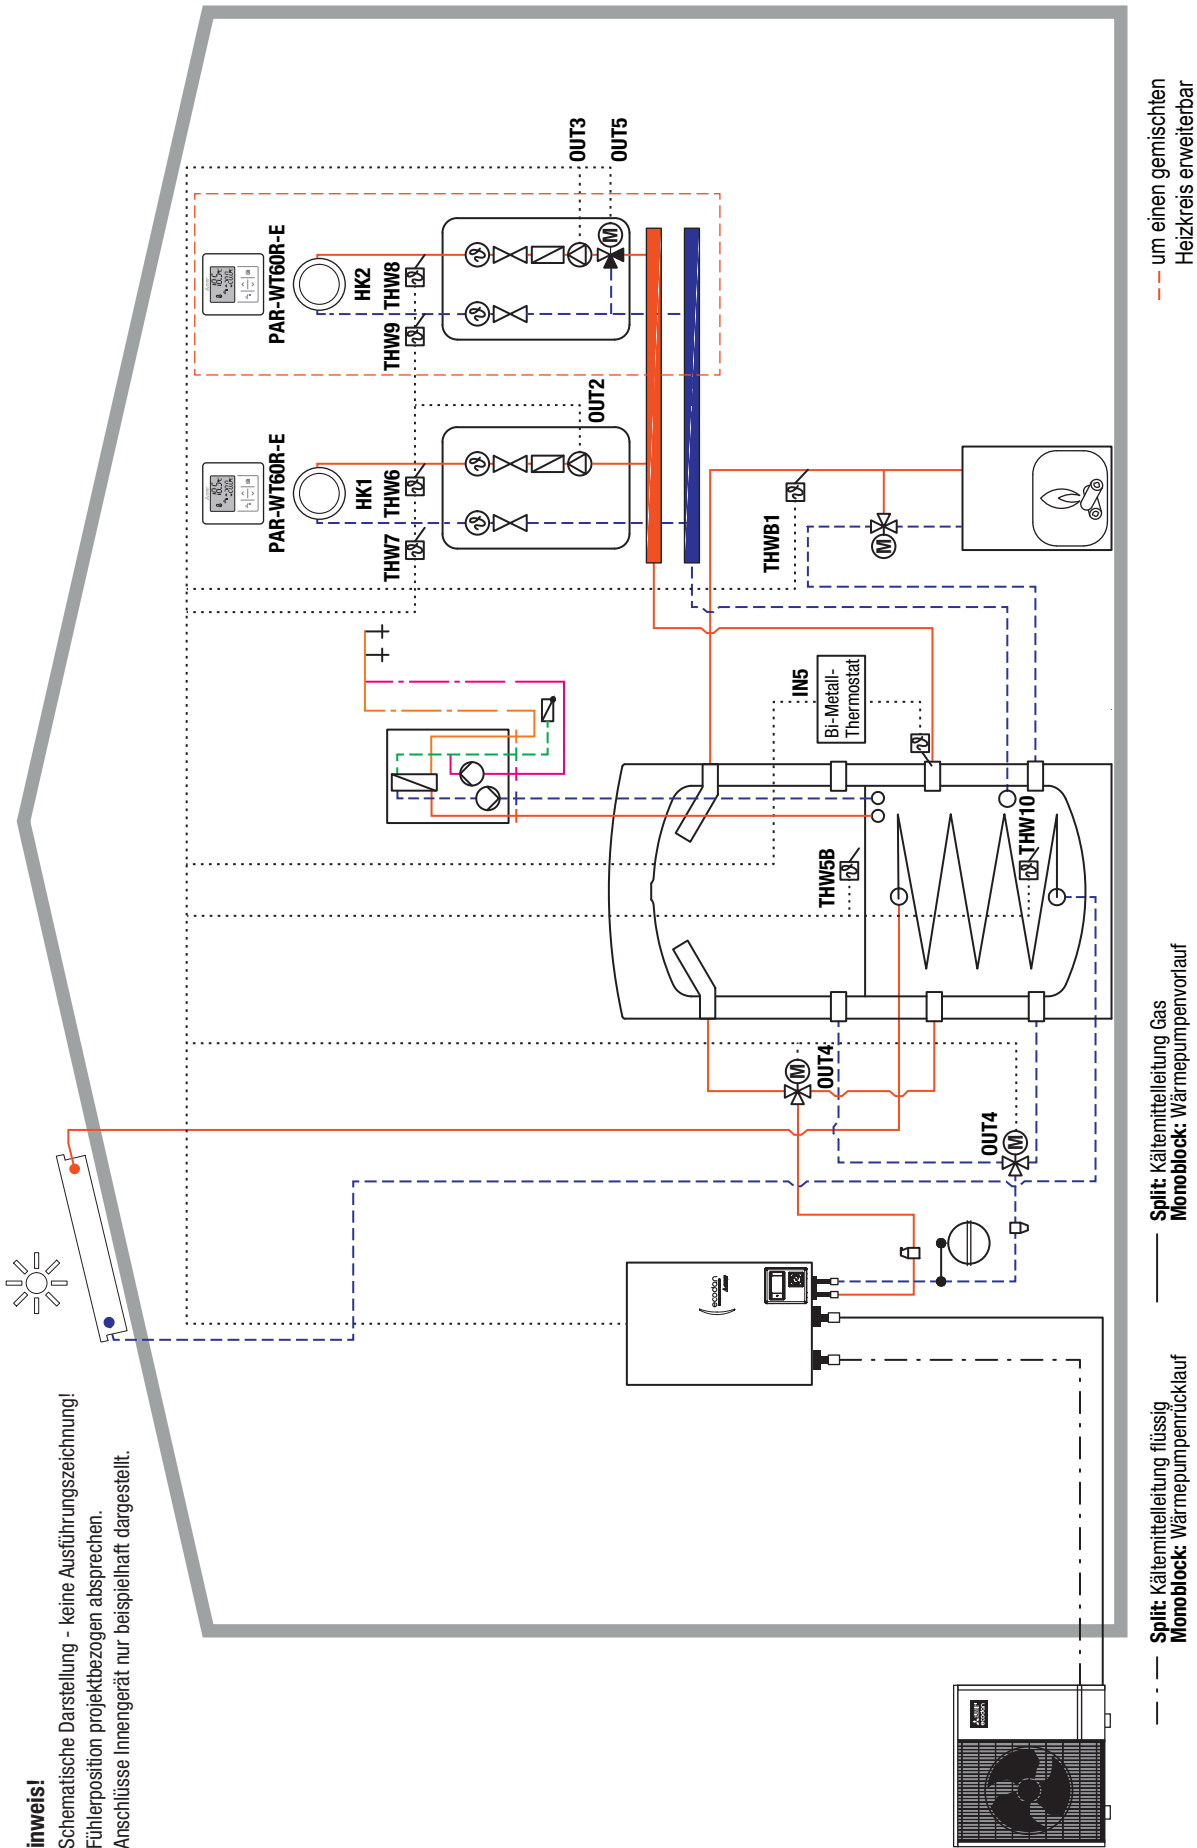 inweis!
Schematische Darstellung - keine Ausführungszeichnung!
Fühlerposition projektbezogen absprechen.
Anschlüsse Innengerät nur beispielhaft dargestellt.
PAR-WT60R-E
PAR-WT60R-E
HK1
HK2
THW7
THW6
THW9
THW8
OUT2
OUT3
OUT5
M
THWB1
M
IN5
Bi-Metall-
Thermostat
THW5B
THW10
OUT4
M
OUT4
M
ecodan
ecodan
Split: Kältemittelleitung flüssig
Monoblock: Wärmepumpenrücklauf
Split: Kältemittelleitung Gas
Monoblock: Wärmepumpenvorlauf
um einen gemischten
Heizkreis erweiterbar